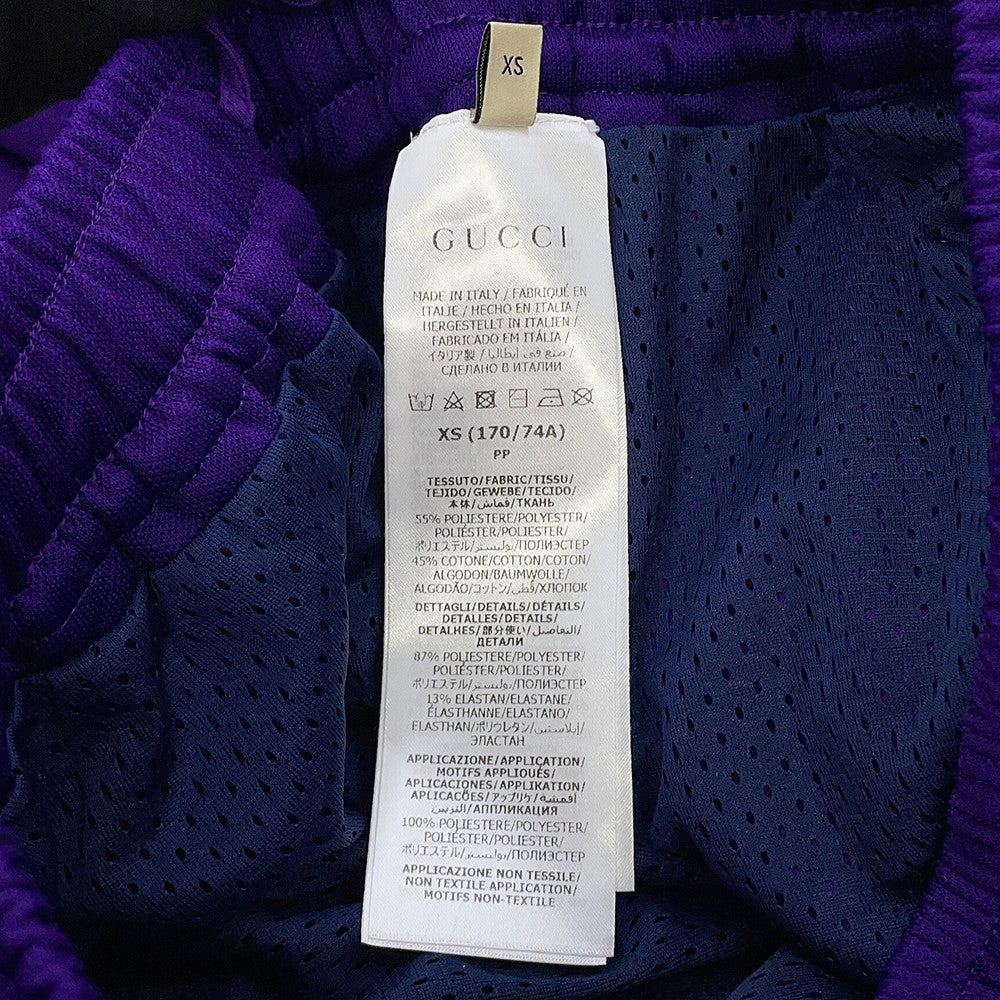 XS
GUCCI
MADE IN ITALY / FABRIQUÉ EN
ITALIE / HECHO EN ITALIA /
HERGESTELLT IN ITALIEN /
FABRICADO EM ITÁLIA /
イタリア製 / صنع في ايطاليا /
СДЕЛАНО В ИТАЛИИ
XS (170/74A)
PP
TESSUTO/FABRIC/TISSU/
TEJIDO/GEWEBE/TECIDO/
本体/قماش/ТКАНЬ
55% POLIESTERE/POLYESTER/
POLIÉSTER/POLIESTER/
ポリエステル/بوليستر/ПОЛИЭСТЕР
45% COTONE/COTTON/COTON/
ALGODON/BAUMWOLLE/
ALGODÃO/コットン/قطن/ХЛОПОК
DETTAGLI/DETAILS/DÉTAILS/
DETALLES/DETAILS/
DETALHES/部分使い/التفاصيل/
ДЕТАЛИ
87% POLIESTERE/POLYESTER/
POLIÉSTER/POLIESTER/
ポリエステル/بوليستر/ПОЛИЭСТЕР
13% ELASTAN/ELASTANE/
ÉLASTHANNE/ELASTANO/
ELASTHAN/ポリウレタン/إيلاستين/
ЭЛАСТАН
APPLICAZIONE/APPLICATION/
MOTIFS APPLIQUÉS/
APLICACIONES/APPLIKATION/
APLICAÇÕES/アップリケ/أقمشة
التزيين/АППЛИКАЦИЯ
100% POLIESTERE/POLYESTER/
POLIÉSTER/POLIESTER/
ポリエステル/بوليستر/ПОЛИЭСТЕР
APPLICAZIONE NON TESSILE/
NON TEXTILE APPLICATION/
MOTIFS NON-TEXTILE